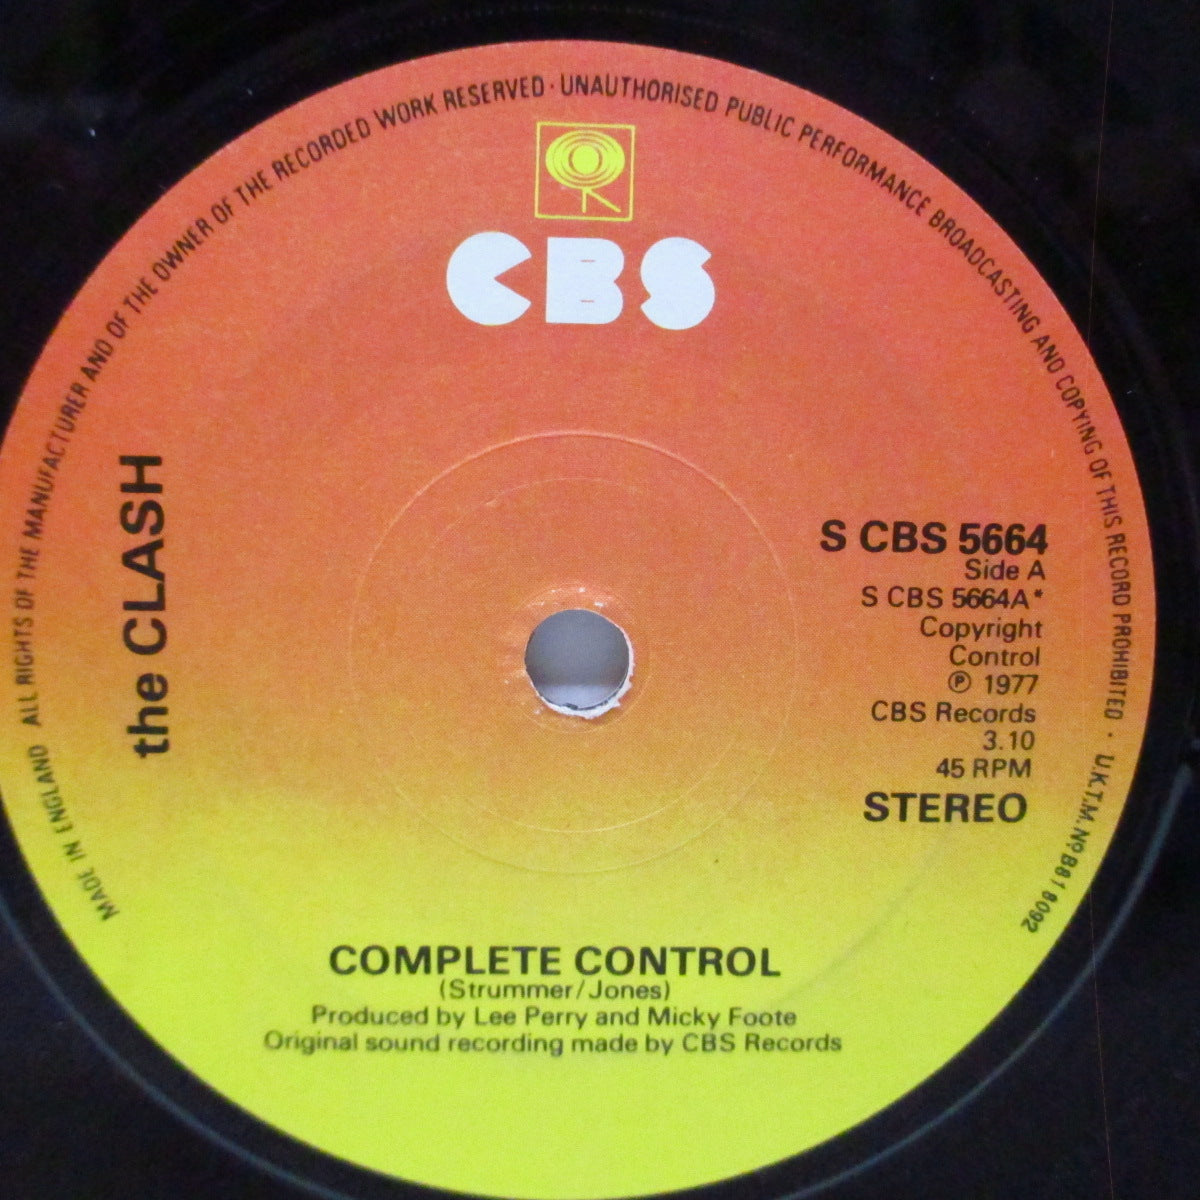 MADE IN ENGLAND ALL RIGHTS OF THE MANUFACTURER AND OF THE OWNER OF THE RECORDED WORK RESERVED · UNAUTHORISED PUBLIC PERFORMANCE BROADCASTING AND COPYING OF THIS RECORD PROHIBITED · U.K.T.M. Nº B618092
CBS
the CLASH
S CBS 5664
Side A
S CBS 5664A*
Copyright
Control
℗ 1977
CBS Records
3.10
45 RPM
STEREO
COMPLETE CONTROL
(Strummer/Jones)
Produced by Lee Perry and Micky Foote
Original sound recording made by CBS Records